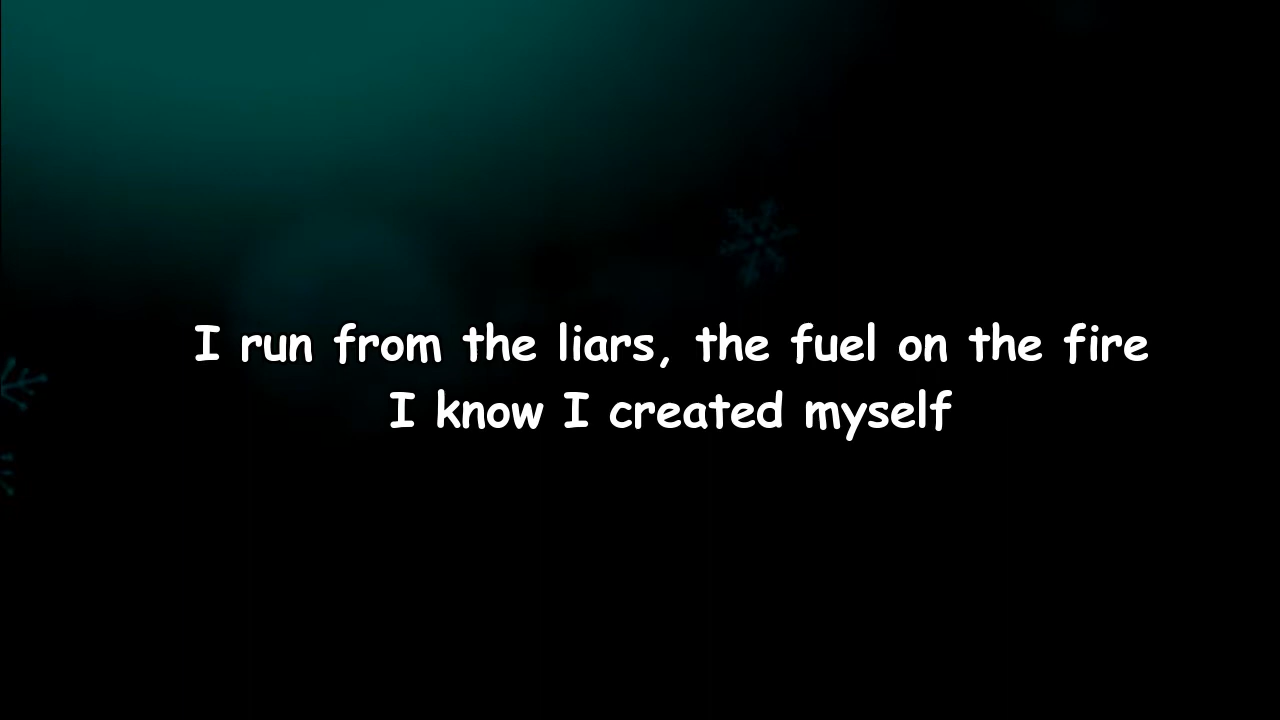 I run from the liars, the fuel on the fire
I know I created myself